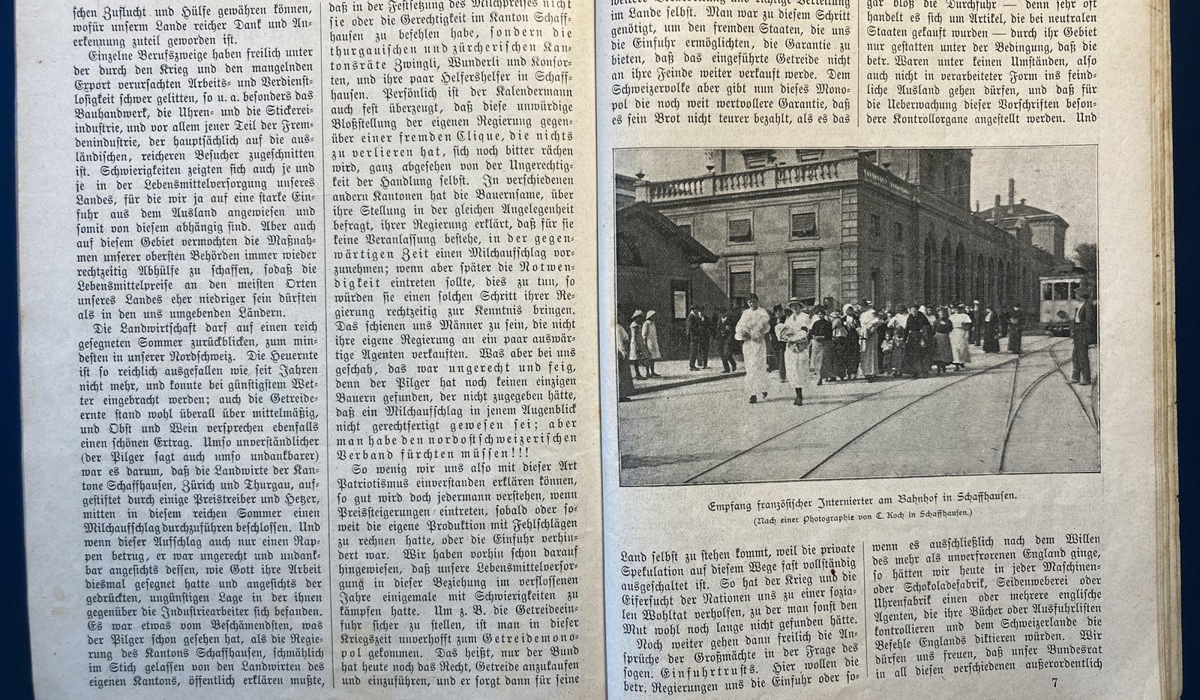 schen Zuflucht und Hülfe gewähren können,
wofür unserm Lande reicher Dank und An-
erkennung zuteil geworden ist.
Einzelne Berufszweige haben freilich unter
der durch den Krieg und den mangelnden
Export verursachten Arbeits- und Verdienst-
losigkeit schwer gelitten, so u. a. besonders das
Bauhandwerk, die Uhren- und die Stickerei-
industrie, und vor allem jener Teil der Frem-
denindustrie, der hauptsächlich auf die aus-
ländischen, reicheren Besucher zugeschnitten
ist. Schwierigkeiten zeigten sich auch je und
je in der Lebensmittelversorgung unseres
Landes, für die wir ja auf eine starke Ein-
fuhr aus dem Ausland angewiesen und
somit von diesem abhängig sind. Aber auch
auf diesem Gebiet vermochten die Maßnah-
men unserer obersten Behörden immer wieder
rechtzeitig Abhülfe zu schaffen, sodaß die
Lebensmittelpreise an den meisten Orten
unseres Landes eher niedriger sein dürften
als in den uns umgebenden Ländern.
Die Landwirtschaft darf auf einen reich
gesegneten Sommer zurückblicken, zum min-
desten in unserer Nordschweiz. Die Heuernte
ist so reichlich ausgefallen wie seit Jahren
nicht mehr, und konnte bei günstigstem Wet-
ter eingebracht werden; auch die Getreide-
ernte stand wohl überall über mittelmäßig,
und Obst und Wein versprechen ebenfalls
einen schönen Ertrag. Umso unverständlicher
(der Pilger sagt auch umso undankbarer)
war es darum, daß die Landwirte der Kan-
tone Schaffhausen, Zürich und Thurgau, auf-
gestiftet durch einige Preistreiber und Hetzer,
mitten in diesem reichen Sommer einen
Milchaufschlag durchzuführen beschlossen. Und
wenn dieser Aufschlag auch nur einen Rap-
pen betrug, er war ungerecht und undank-
bar angesichts dessen, wie Gott ihre Arbeit
diesmal gesegnet hatte und angesichts der
gedrückten, ungünstigen Lage in der ihnen
gegenüber die Industriearbeiter sich befanden.
Es war etwas vom Beschämendsten, was
der Pilger schon gesehen hat, als die Regie-
rung des Kantons Schaffhausen, schmählich
im Stich gelassen von den Landwirten des
eigenen Kantons, öffentlich erklären mußte,
daß in der Festsetzung des Milchpreises nicht
sie oder die Gerechtigkeit im Kanton Schaff-
hausen zu befehlen habe, sondern die
thurgauischen und zürcherischen Kan-
tonsräte Zwingli, Wunderli und Konsor-
ten, und ihre paar Helfershelfer in Schaff-
hausen. Persönlich ist der Kalendermann
auch fest überzeugt, daß diese unwürdige
Bloßstellung der eigenen Regierung gegen-
über einer fremden Clique, die nichts
zu verlieren hat, sich noch bitter rächen
wird, ganz abgesehen von der Ungerechtig-
keit der Handlung selbst. In verschiedenen
andern Kantonen hat die Bauernsame, über
ihre Stellung in der gleichen Angelegenheit
befragt, ihrer Regierung erklärt, daß für sie
keine Veranlassung bestehe, in der gegen-
wärtigen Zeit einen Milchaufschlag vor-
zunehmen; wenn aber später die Notwen-
digkeit eintreten sollte, dies zu tun, so
würden sie einen solchen Schritt ihrer Re-
gierung rechtzeitig zur Kenntnis bringen.
Das schienen uns Männer zu sein, die nicht
ihre eigene Regierung an ein paar auswär-
tige Agenten verkauften. Was aber bei uns
geschah, das war ungerecht und feig,
denn der Pilger hat noch keinen einzigen
Bauern gefunden, der nicht zugegeben hätte,
daß ein Milchaufschlag in jenem Augenblick
nicht gerechtfertigt gewesen sei; aber
man habe den nordostschweizerischen
Verband fürchten müssen!!!
So wenig wir uns also mit dieser Art
Patriotismus einverstanden erklären können,
so gut wird doch jedermann verstehen, wenn
Preissteigerungen eintreten, sobald oder so-
weit die eigene Produktion mit Fehlschlägen
zu rechnen hatte, oder die Einfuhr verhin-
dert war. Wir haben vorhin schon darauf
hingewiesen, daß unsere Lebensmittelversor-
gung in dieser Beziehung im verflossenen
Jahre einigemale mit Schwierigkeiten zu
kämpfen hatte. Um z. B. die Getreideein-
fuhr sicher zu stellen, ist man in dieser
Kriegszeit unverhofft zum Getreidemono-
pol gekommen. Das heißt, nur der Bund
hat heute noch das Recht, Getreide anzukaufen
und einzuführen, und er sorgt dann für seine
im Lande selbst. Man war zu diesem Schritt
genötigt, um den fremden Staaten, die uns
die Einfuhr ermöglichten, die Garantie zu
bieten, daß das eingeführte Getreide nicht
an ihre Feinde weiter verkauft werde. Dem
Schweizervolke aber gibt nun dieses Mono-
pol die noch weit wertvollere Garantie, daß
es sein Brot nicht teurer bezahlt, als es das
gar bloß die Durchfuhr — denn sehr oft
handelt es sich um Artikel, die bei neutralen
Staaten gekauft wurden — durch ihr Gebiet
nur gestatten unter der Bedingung, daß die
betr. Waren unter keinen Umständen, also
auch nicht in verarbeiteter Form ins feind-
liche Ausland gehen dürfen, und daß für
die Ueberwachung dieser Vorschriften beson-
dere Kontrollorgane angestellt werden. Und
Empfang französischer Internierter am Bahnhof in Schaffhausen.
(Nach einer Photographie von C. Koch in Schaffhausen.)
Land selbst zu stehen kommt, weil die private
Spekulation auf diesem Wege fast vollständig
ausgeschaltet ist. So hat der Krieg und die
Eifersucht der Nationen uns zu einer sozia-
len Wohltat verholfen, zu der man sonst den
Mut wohl noch lange nicht gefunden hätte.
Noch weiter gehen dann freilich die An-
sprüche der Großmächte in der Frage des
sogen. Einfuhrtrusts. Hier wollen die
betr. Regierungen uns die Einfuhr oder so-
wenn es ausschließlich nach dem Willen
des mehr als unverfrorenen England ginge,
so hätten wir heute in jeder Maschinen-
oder Schokoladefabrik, Seidenweberei oder
Uhrenfabrik einen oder mehrere englische
Agenten, die ihre Bücher oder Ausfuhrlisten
kontrollieren und dem Schweizerlande die
Befehle Englands diktieren würden. Wir
dürfen uns freuen, daß unser Bundesrat
in all diesen verschiedenen außerordentlich
7